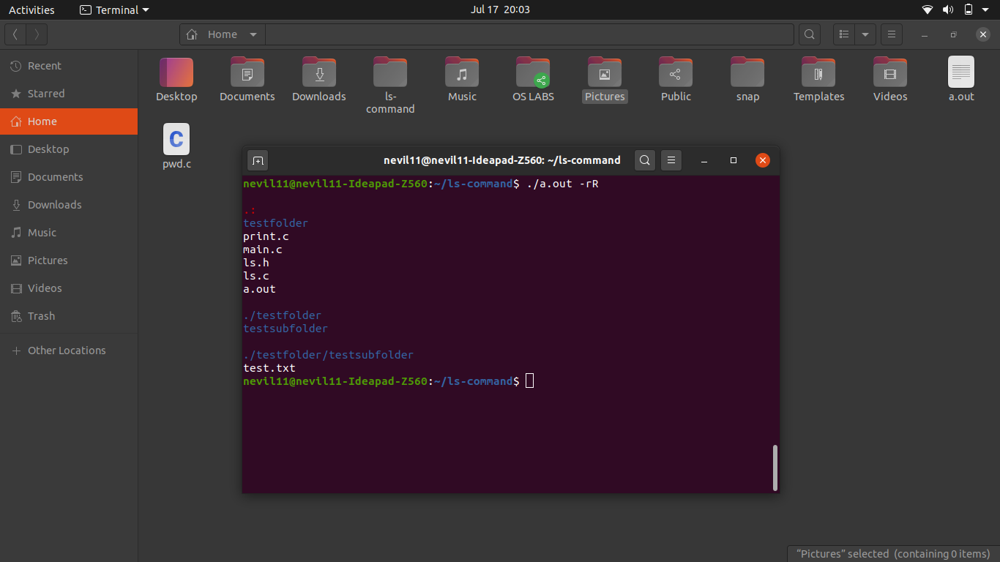 Activities Terminal Jul 17 20:03
Home
Recent
Starred
Home
Desktop
Documents
Downloads
Music
Pictures
Videos
Trash
Other Locations
Desktop Documents Downloads ls- Music OS LABS Pictures Public snap Templates Videos a.out
command
C
pwd.c
nevil11@nevil11-Ideapad-Z560: ~/ls-command
nevil11@nevil11-Ideapad-Z560:~/ls-command$ ./a.out -rR
.:
testfolder
print.c
main.c
ls.h
ls.c
a.out
./testfolder
testsubfolder
./testfolder/testsubfolder
test.txt
nevil11@nevil11-Ideapad-Z560:~/ls-command$
“Pictures” selected (containing 0 items)